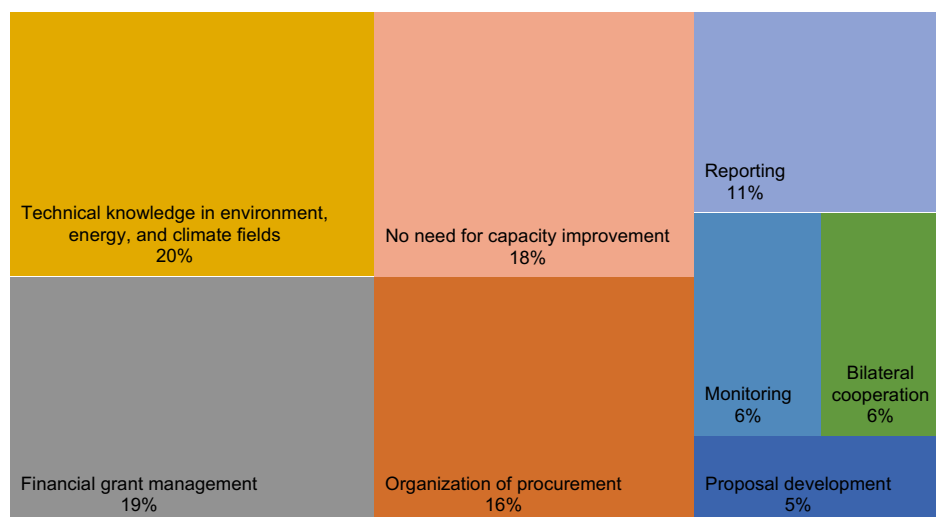 Technical knowledge in environment,
energy, and climate fields
20%
No need for capacity improvement
18%
Reporting
11%
Financial grant management
19%
Organization of procurement
16%
Monitoring
6%
Bilateral
cooperation
6%
Proposal development
5%